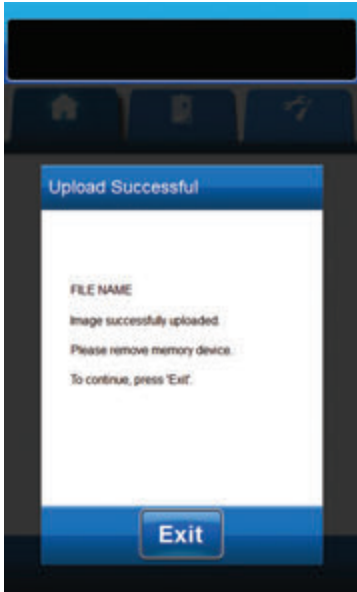 Upload Successful
FILE NAME
Image successfully uploaded.
Please remove memory device.
To continue, press 'Exit'.
Exit